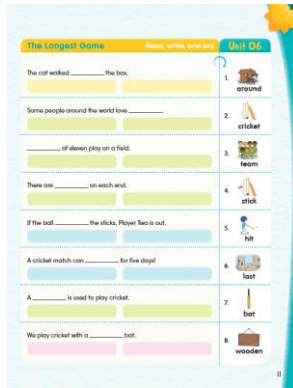 The Longest Game
Read, write, and say
Unit 06
The cat walked ________ the box.
1.
around
Some people around the world love ________.
2.
cricket
________ of eleven play on a field.
3.
team
There are ________ on each end.
4.
stick
If the ball ________ the sticks, Player Two is out.
5.
hit
A cricket match can ________ for five days!
6.
last
A ________ is used to play cricket.
7.
bat
We play cricket with a ________ bat.
8.
wooden
11